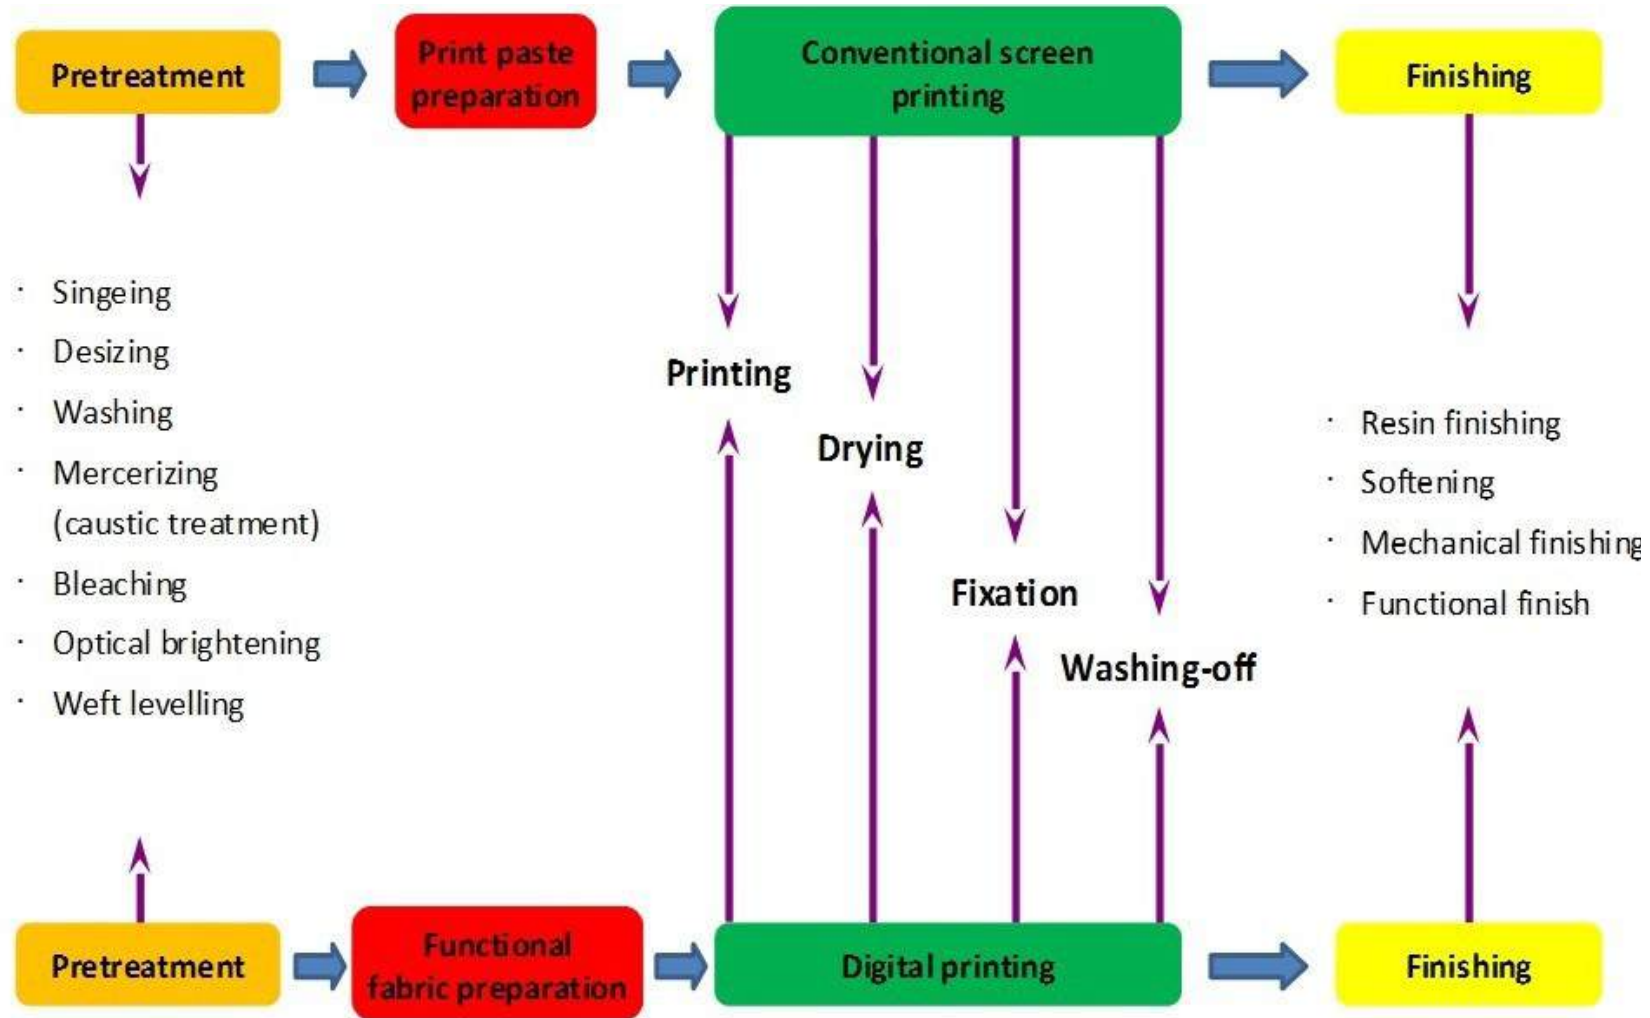 Pretreatment
Print paste
preparation
Conventional screen
printing
Finishing
· Singeing
· Desizing
· Washing
· Mercerizing
(caustic treatment)
· Bleaching
· Optical brightening
· Weft levelling
Printing
Drying
Fixation
Washing-off
· Resin finishing
· Softening
· Mechanical finishing
· Functional finish
Pretreatment
Functional
fabric preparation
Digital printing
Finishing